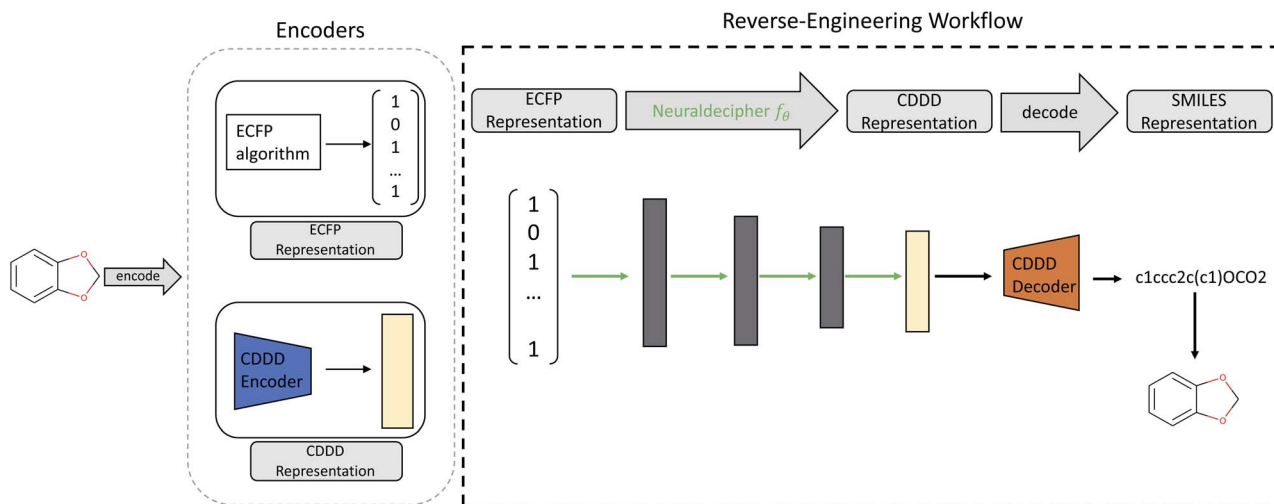 Encoders
Reverse-Engineering Workflow
ECFP
algorithm
1
0
1
...
1
ECFP
Representation
O
O
encode
CDDD
Encoder
CDDD
Representation
ECFP
Representation
Neuraldecipher fθ
CDDD
Representation
decode
SMILES
Representation
1
0
1
...
1
CDDD
Decoder
c1ccc2c(c1)OCO2
O
O